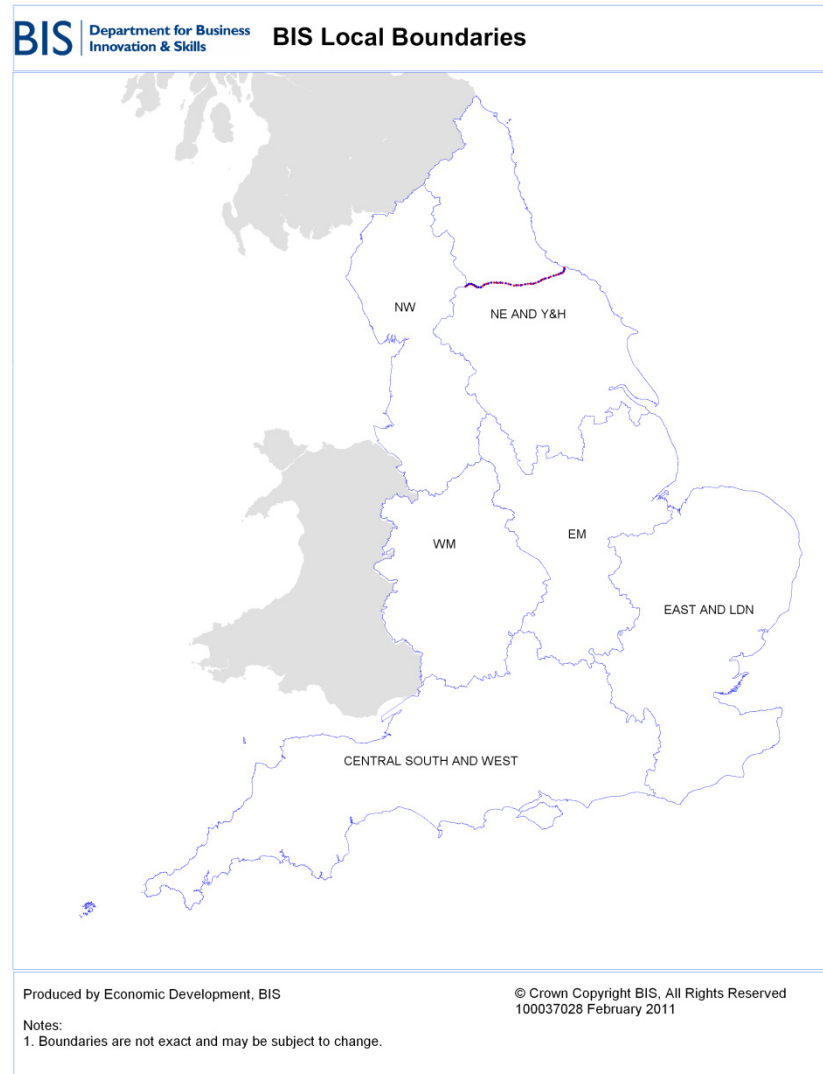 BIS
Department for Business
Innovation & Skills
BIS Local Boundaries
NW
NE AND Y&H
WM
EM
EAST AND LDN
CENTRAL SOUTH AND WEST
Produced by Economic Development, BIS
© Crown Copyright BIS, All Rights Reserved
100037028 February 2011
Notes:
1. Boundaries are not exact and may be subject to change.